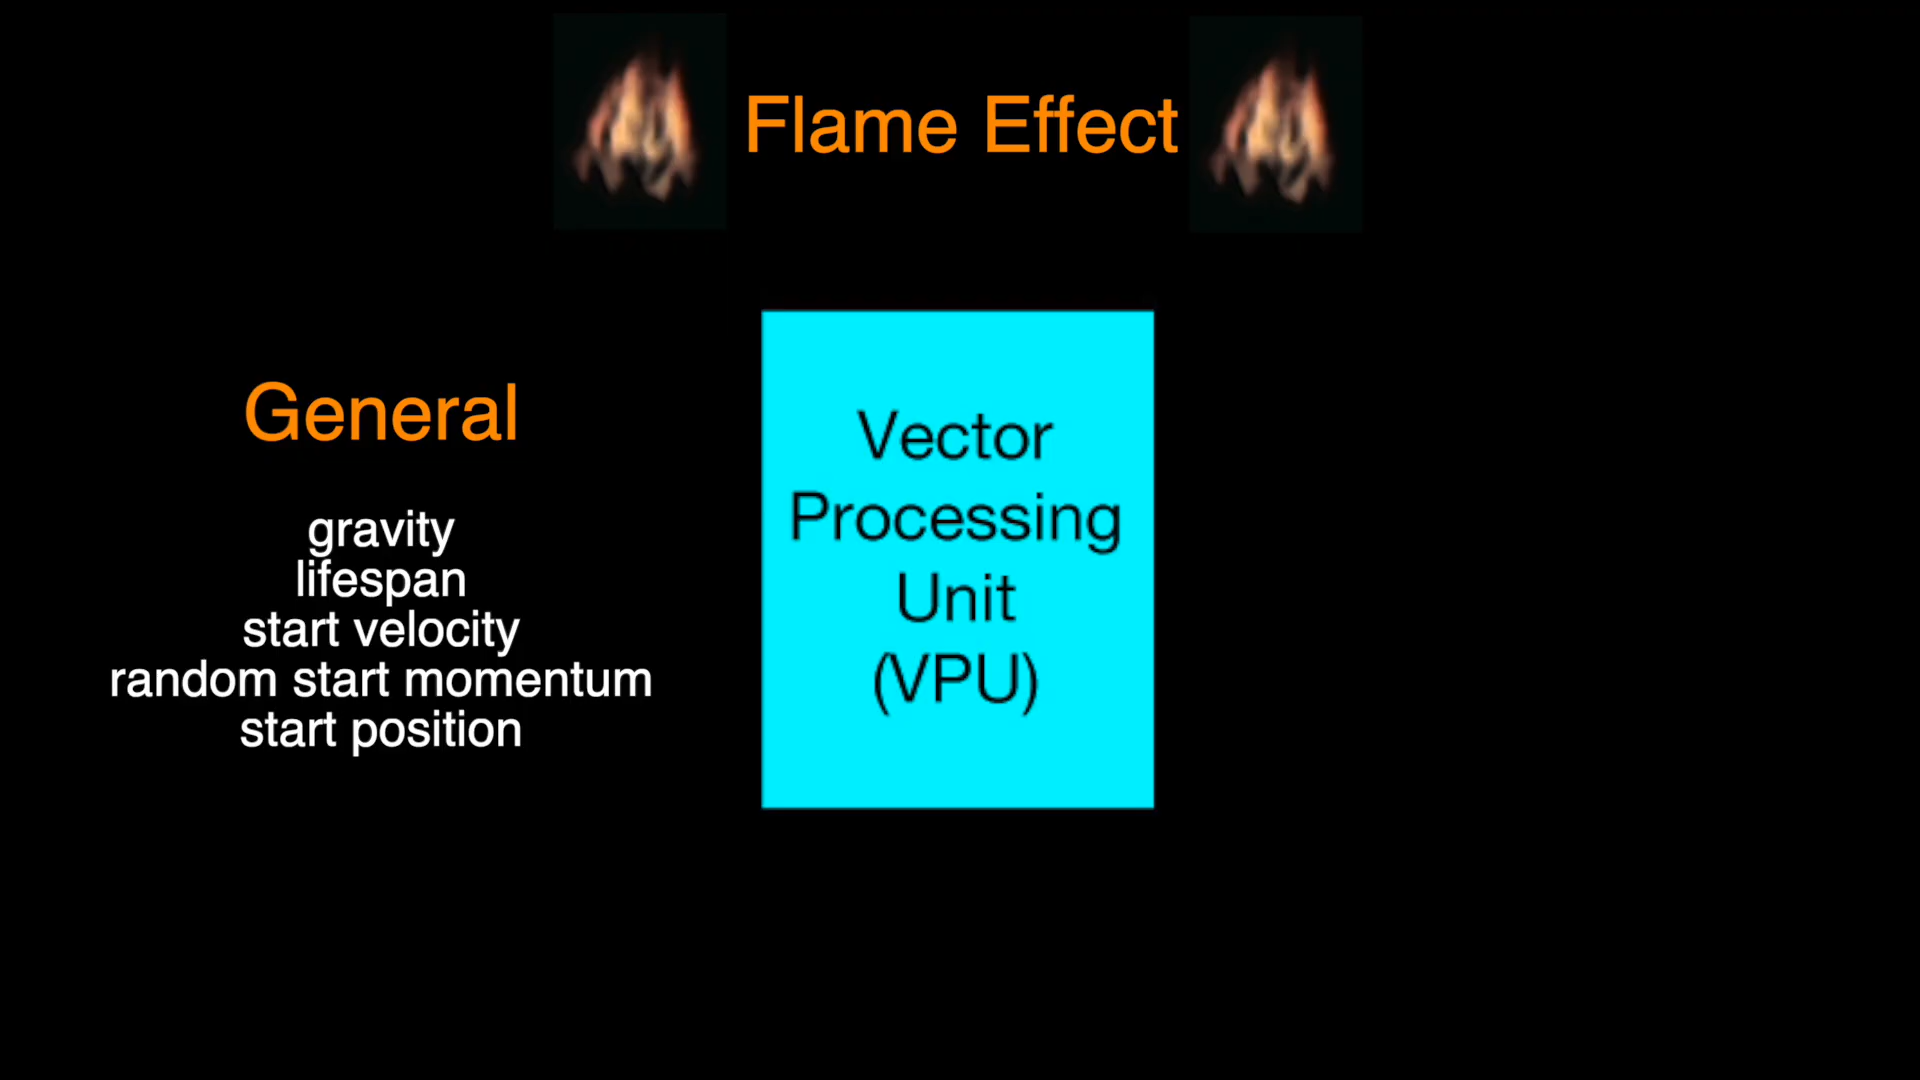 Flame Effect
General
gravity
lifespan
start velocity
random start momentum
start position
Vector
Processing
Unit
(VPU)